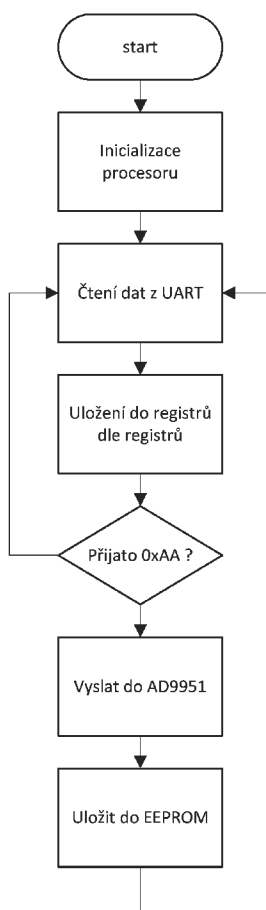 start
Inicializace
procesoru
Čtení dat z UART
Uložení do registrů
dle registrů
Přijato 0xAA ?
Vyslat do AD9951
Uložit do EEPROM